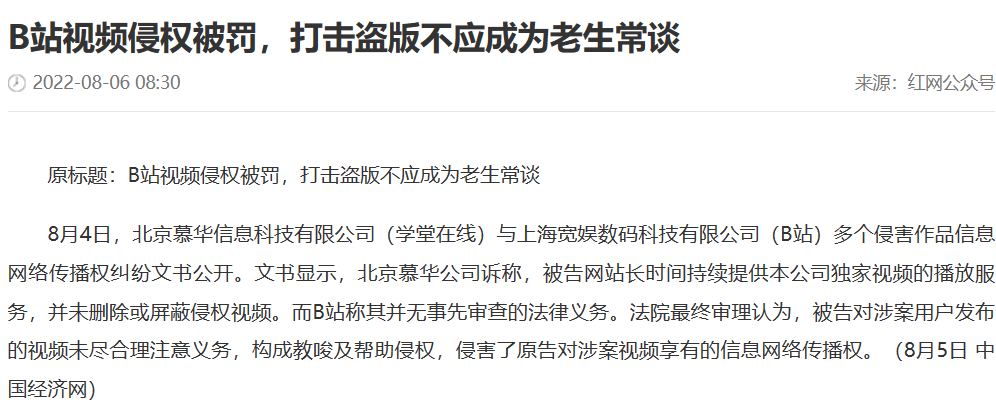 B站视频侵权被罚，打击盗版不应成为老生常谈
2022-08-06 08:30
来源：红网公众号
原标题：B站视频侵权被罚，打击盗版不应成为老生常谈
8月4日，北京慕华信息科技有限公司（学堂在线）与上海宽娱数码科技有限公司（B站）多个侵害作品信息
网络传播权纠纷文书公开。文书显示，北京慕华公司诉称，被告网站长时间持续提供本公司独家视频的播放服
务，并未删除或屏蔽侵权视频。而B站称其并无事先审查的法律义务。法院最终审理认为，被告对涉案用户发布
的视频未尽合理注意义务，构成教唆及帮助侵权，侵害了原告对涉案视频享有的信息网络传播权。（8月5日 中
国经济网）